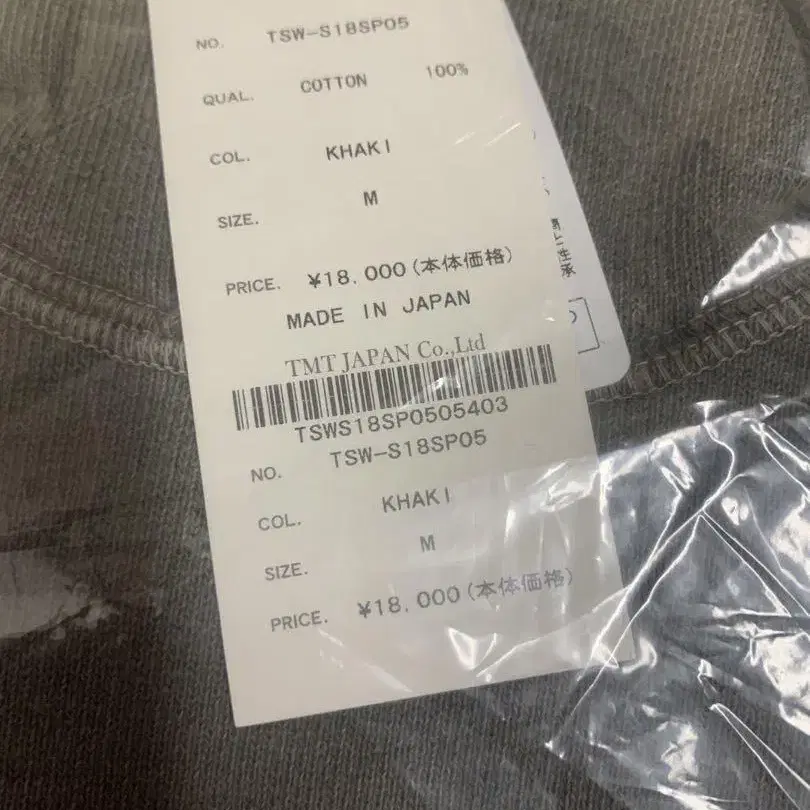 NO. TSW-S18SP05
QUAL. COTTON 100%
COL. KHAKI
SIZE. M
PRICE. ¥18.000(本体価格)
MADE IN JAPAN
TMT JAPAN Co.,Ltd
TSWS18SP0505403
NO. TSW-S18SP05
COL. KHAKI
SIZE. M
PRICE. ¥18.000(本体価格)